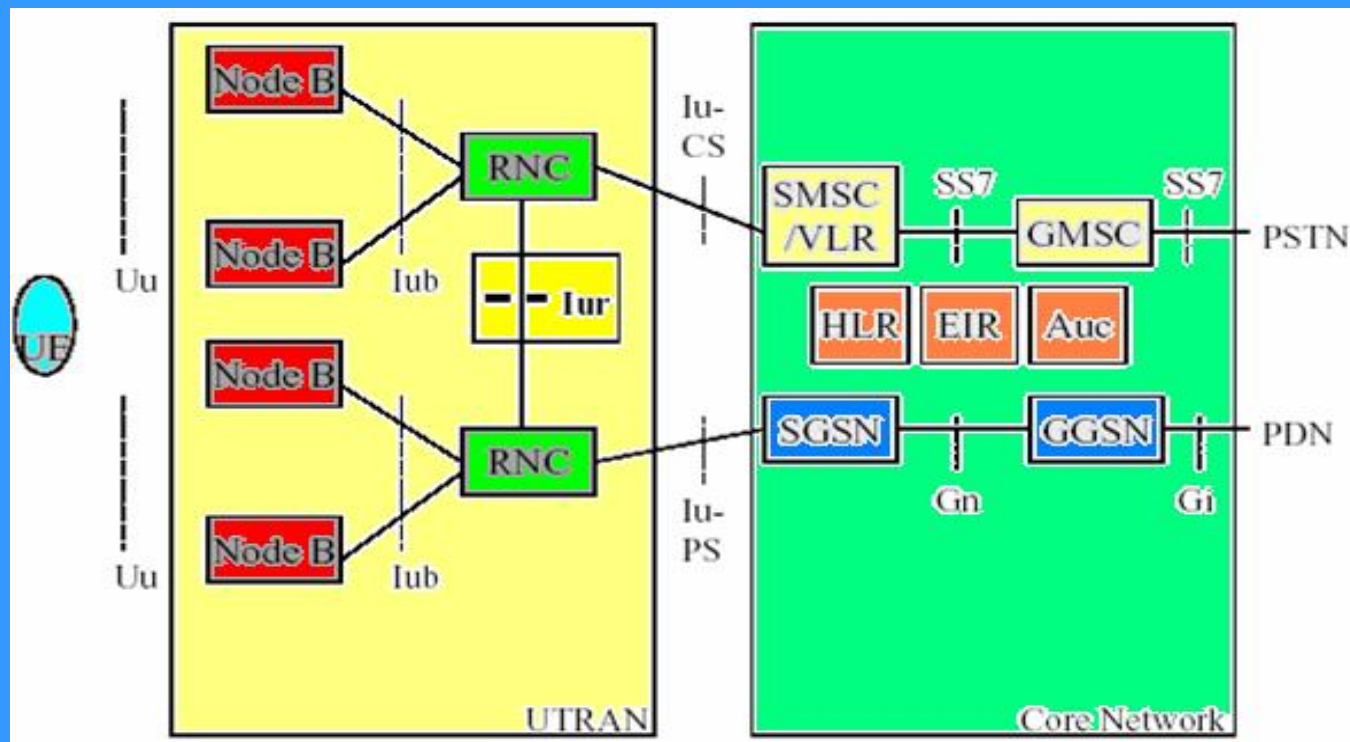 Node B
Iu-
CS
RNC
SS7
SS7
SMSC
/VLR
GMSC
PSTN
Node B
Uu
Iub
Iur
UE
HLR
EIR
Auc
Node B
SGSN
GGSN
PDN
RNC
Gn
Gi
Iu-
PS
Node B
Uu
Iub
UTRAN
Core Network